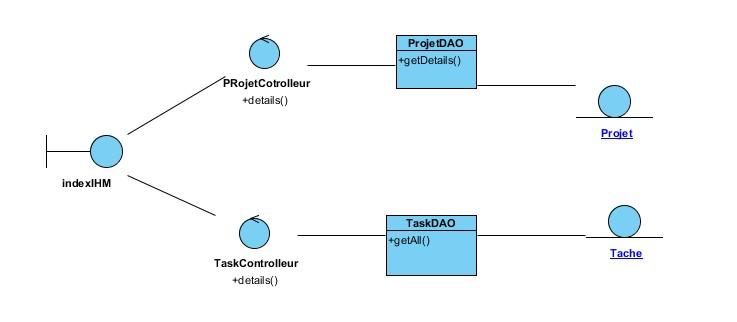 ProjetDAO
+getDetails()
PRojetCotrolleur
+details()
Projet
indexIHM
TaskDAO
+getAll()
TaskControlleur
+details()
Tache